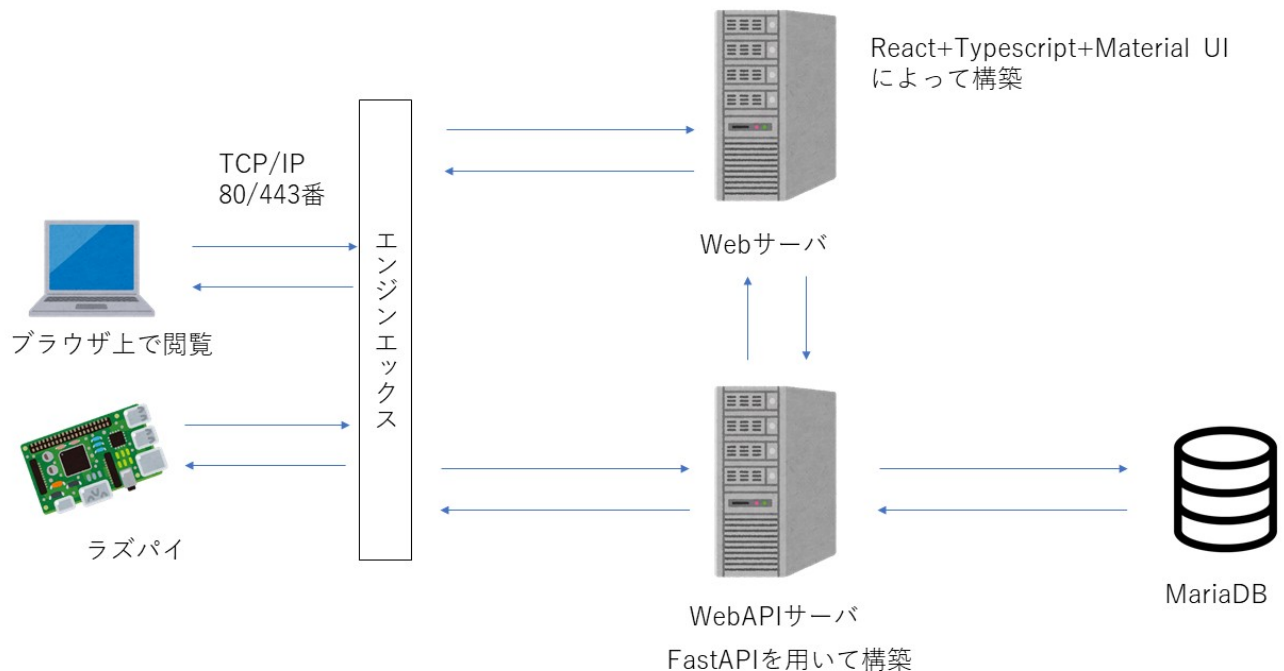 React+Typescript+Material UI
によって構築
TCP/IP
80/443番
エンジンエックス
Webサーバ
ブラウザ上で閲覧
ラズパイ
MariaDB
WebAPIサーバ
FastAPIを用いて構築